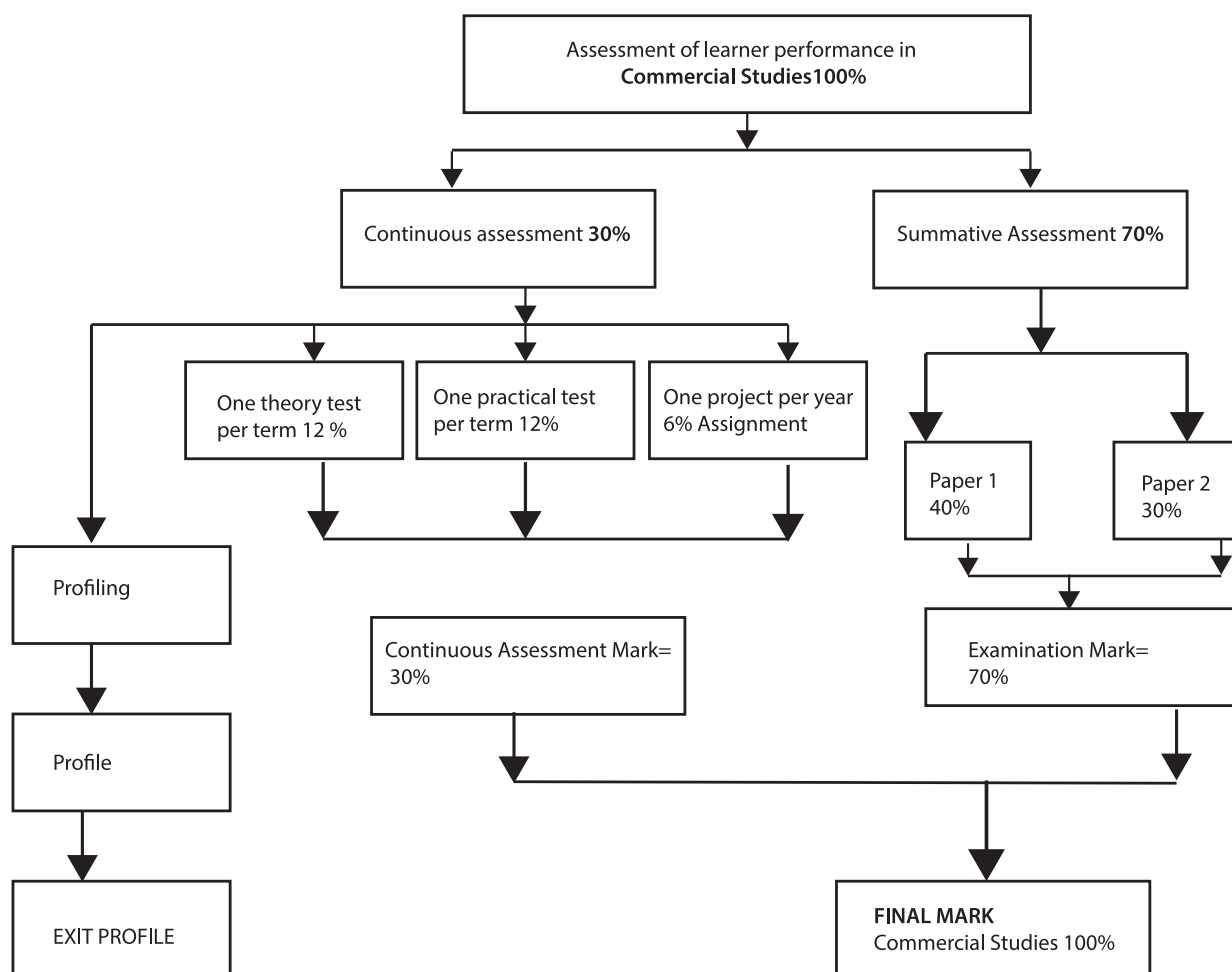 Assessment of learner performance in
Commercial Studies100%
Continuous assessment 30%
Summative Assessment 70%
One theory test
per term 12 %
One practical test
per term 12%
One project per year
6% Assignment
Paper 1
40%
Paper 2
30%
Profiling
Continuous Assessment Mark=
30%
Examination Mark=
70%
Profile
EXIT PROFILE
FINAL MARK
Commercial Studies 100%